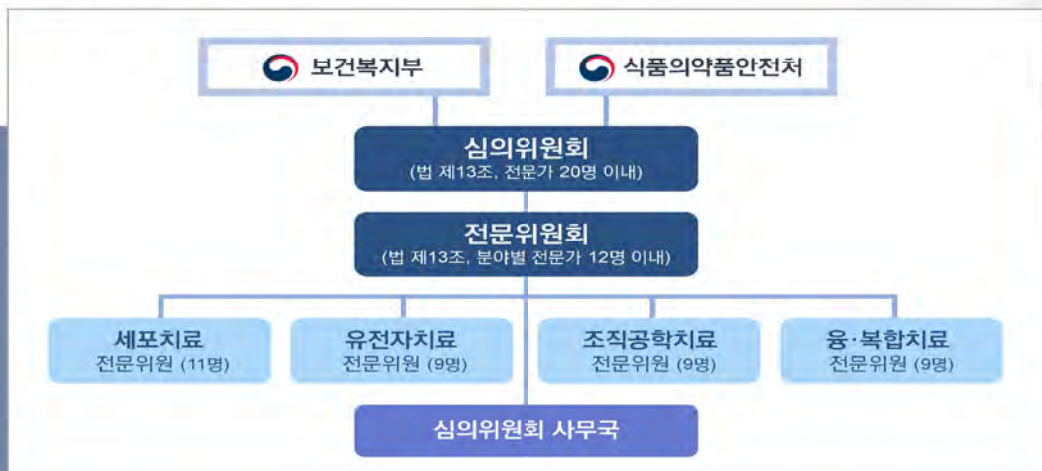 보건복지부
식품의약품안전처
심의위원회
(법 제13조, 전문가 20명 이내)
전문위원회
(법 제13조, 분야별 전문가 12명 이내)
세포치료
전문위원 (11명)
유전자치료
전문위원 (9명)
조직공학치료
전문위원 (9명)
융·복합치료
전문위원 (9명)
심의위원회 사무국